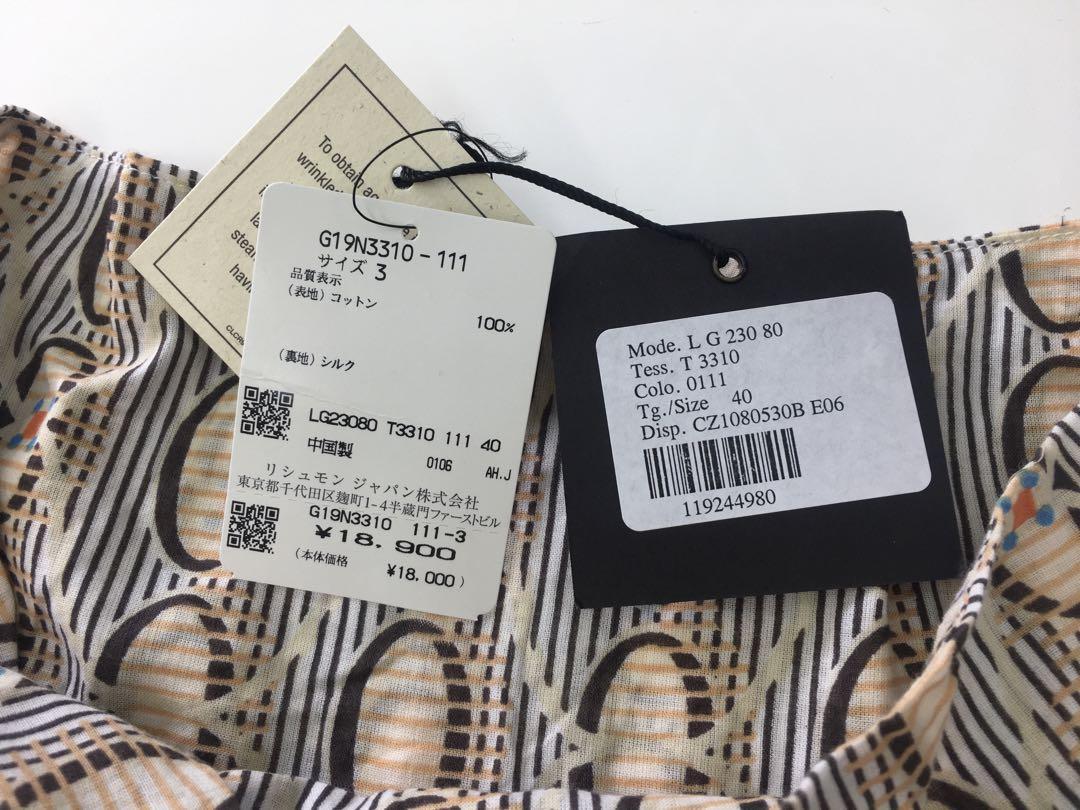 To obtain
wrinkle
steam
havi
G19N3310-111
サイズ 3
品質表示
(表地) コットン
100%
(裏地) シルク
LG23080 T3310 111 40
中国製
0106 AH.J
リシュモン ジャパン株式会社
東京都千代田区麹町1-4半蔵門ファーストビル
G19N3310 111-3
¥18,900
(本体価格 ¥18,000)
Mode. L G 230 80
Tess. T 3310
Colo. 0111
Tg./Size 40
Disp. CZ1080530B E06
119244980